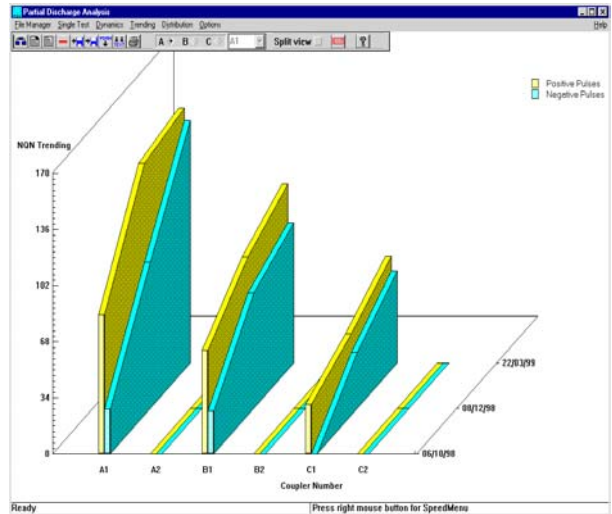 Partial Discharge Analysis
File Manager Single Test Dynamics Trending Distribution Options Help
A B C A1 Split view
Positive Pulses
Negative Pulses
NQN Trending
170
136
102
68
34
0
22/03/99
08/12/98
06/10/98
A1 A2 B1 B2 C1 C2
Coupler Number
Ready Press right mouse button for SpeedMenu